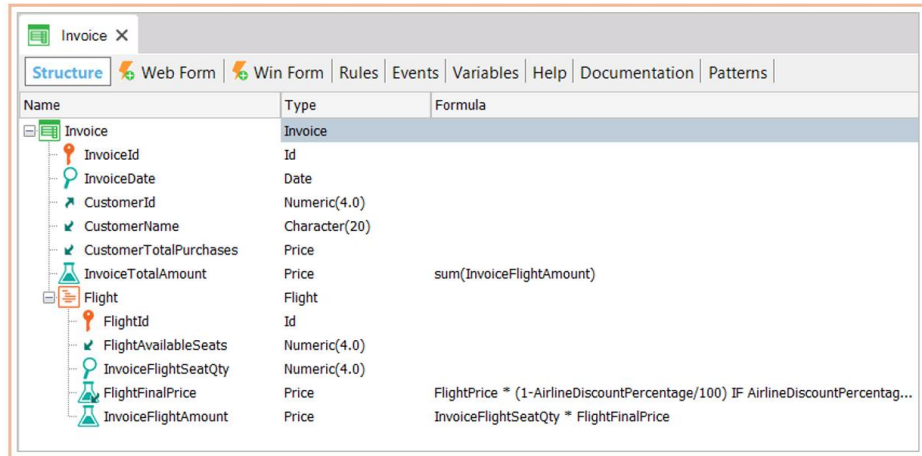 Invoice ×
Structure Web Form Win Form Rules Events Variables Help Documentation Patterns
Name Type Formula
Invoice Invoice
InvoiceId Id
InvoiceDate Date
CustomerId Numeric(4.0)
CustomerName Character(20)
CustomerTotalPurchases Price
InvoiceTotalAmount Price sum(InvoiceFlightAmount)
Flight Flight
FlightId Id
FlightAvailableSeats Numeric(4.0)
InvoiceFlightSeatQty Numeric(4.0)
FlightFinalPrice Price FlightPrice * (1-AirlineDiscountPercentage/100) IF AirlineDiscountPercentag...
InvoiceFlightAmount Price InvoiceFlightSeatQty * FlightFinalPrice